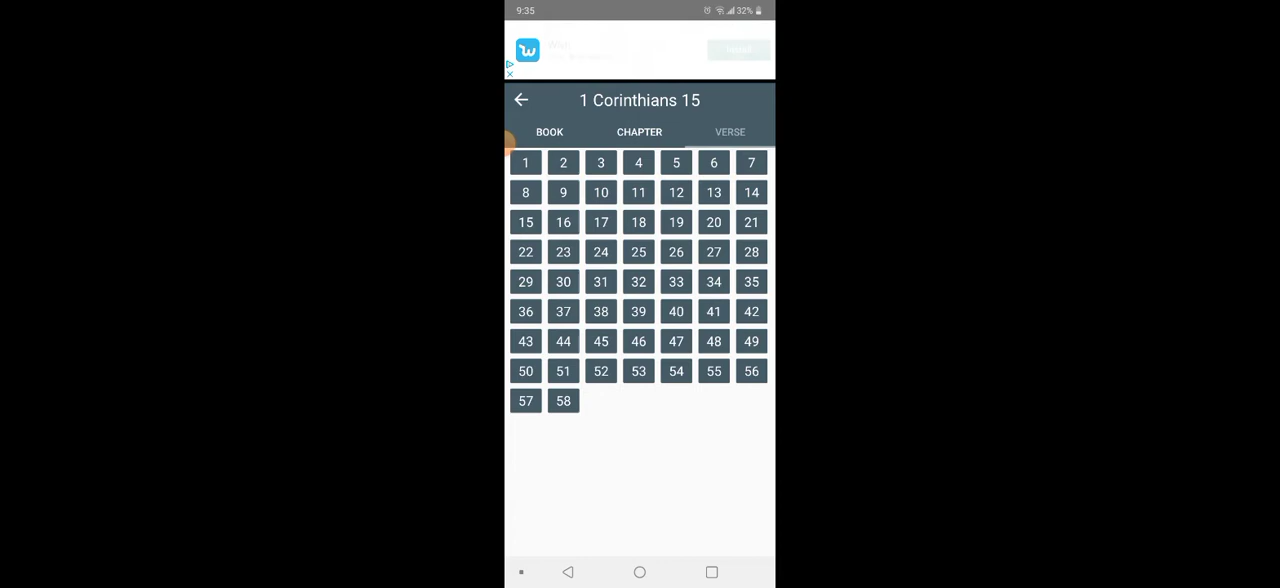 9:35 32%
Wish
Install
1 Corinthians 15
BOOK CHAPTER VERSE
1 2 3 4 5 6 7
8 9 10 11 12 13 14
15 16 17 18 19 20 21
22 23 24 25 26 27 28
29 30 31 32 33 34 35
36 37 38 39 40 41 42
43 44 45 46 47 48 49
50 51 52 53 54 55 56
57 58